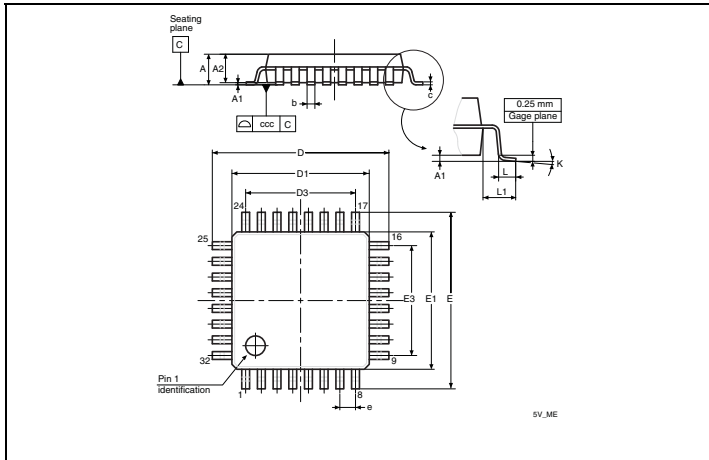 Seating
plane
C
A
A2
A1
b
c
ccc
C
0.25 mm
Gage plane
A1
L
L1
K
D
D1
D3
24
17
25
16
E3
E1
E
32
9
Pin 1
identification
1
8
e
5V_ME